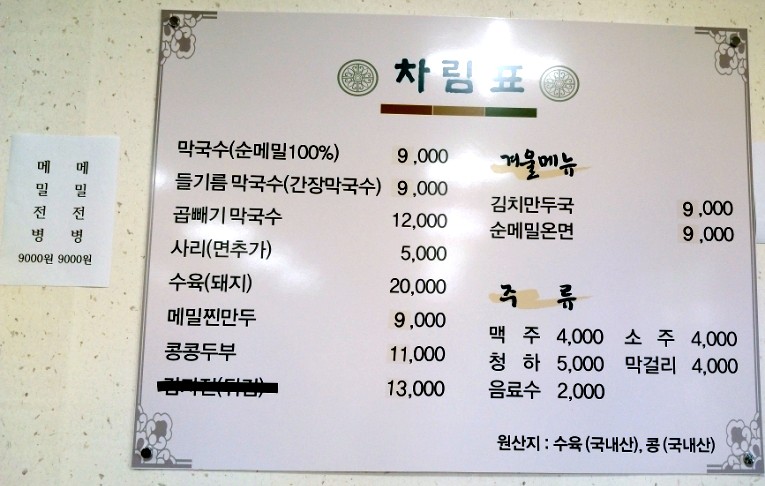 차림표
막국수(순메밀100%) 9,000
들기름 막국수(간장막국수) 9,000
곱빼기 막국수 12,000
사리(면추가) 5,000
수육(돼지) 20,000
메밀찐만두 9,000
콩콩두부 11,000
13,000
겨울메뉴
김치만두국 9,000
순메밀온면 9,000
주류
맥주 4,000 소주 4,000
청하 5,000 막걸리 4,000
음료수 2,000
원산지 : 수육 (국내산), 콩 (국내산)
메밀전병 9000원
메밀전병 9000원